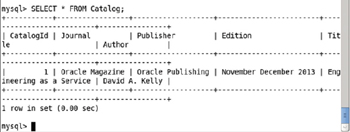 mysql> SELECT * FROM Catalog;
+-----------+-----------------+-------------------+------------------------+----
-------------------+----------------+
| CatalogId | Journal         | Publisher         | Edition                | Tit
le                 | Author         |
+-----------+-----------------+-------------------+------------------------+----
-------------------+----------------+
|         1 | Oracle Magazine | Oracle Publishing | November December 2013 | Eng
ineering as a Service | David A. Kelly |
+-----------+-----------------+-------------------+------------------------+----
-------------------+----------------+
1 row in set (0.00 sec)
mysql>